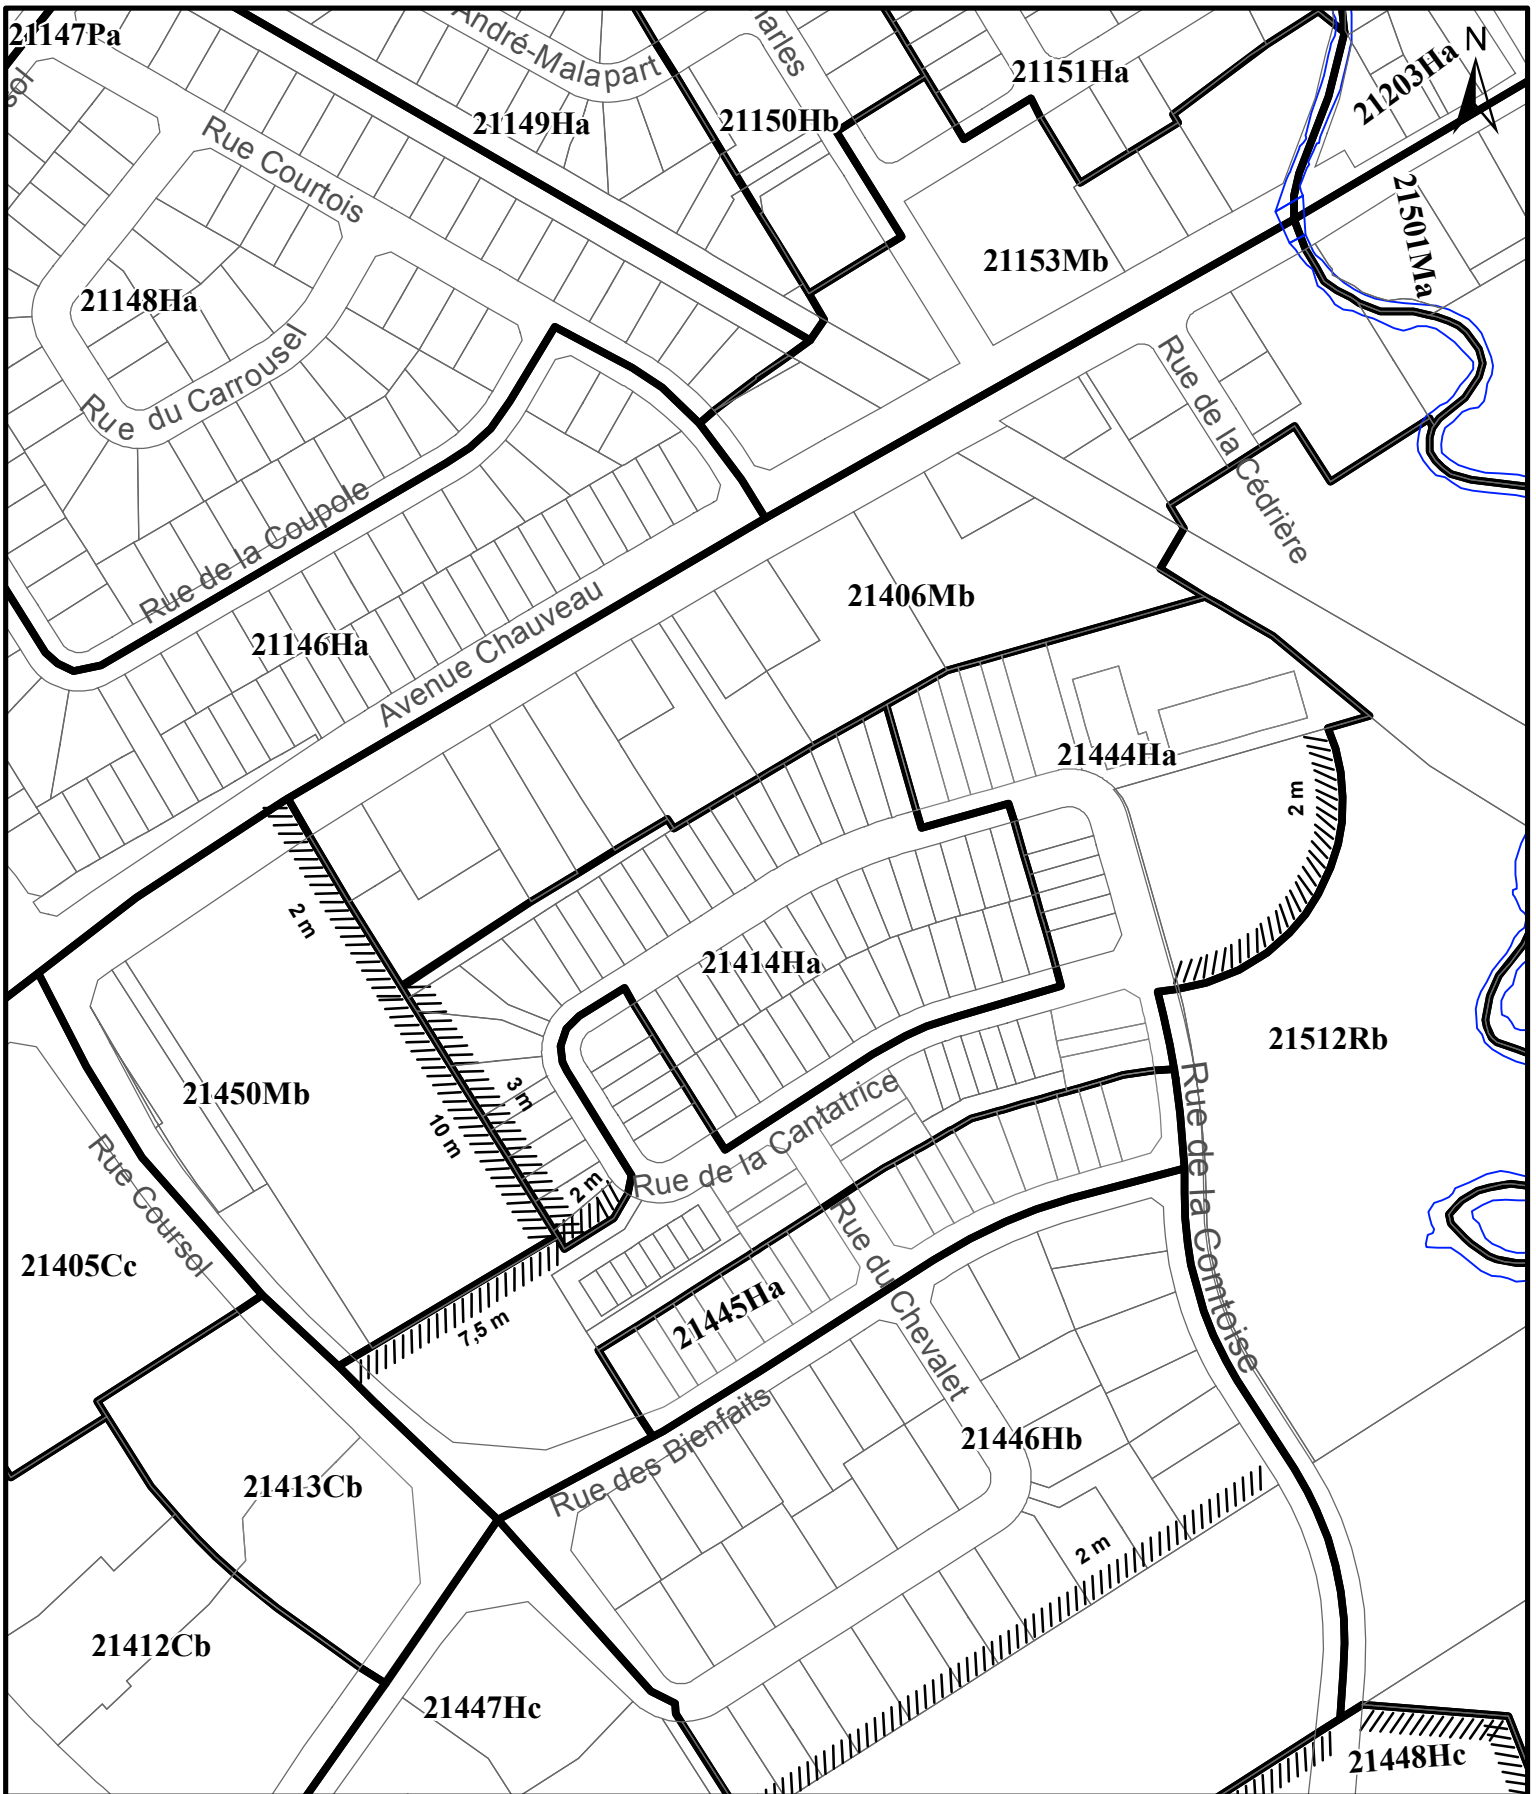 21147Pa
André-Malapart
harles
21151Ha
21203Ha
N
sol
21149Ha
21150Hb
Rue Courtois
21501Ma
21153Mb
21148Ha
Rue du Carrousel
Rue de la Cédrière
Rue de la Coupole
21406Mb
21146Ha
Avenue Chauveau
21444Ha
2 m
2 m
21414Ha
21512Rb
21450Mb
3 m
10 m
Rue de la Cantatrice
Rue de la Comtoise
2 m
Rue Coursol
21405Cc
Rue du Chevalet
21445Ha
7,5 m
Rue des Bienfaits
21446Hb
21413Cb
2 m
21412Cb
21447Hc
21448Hc